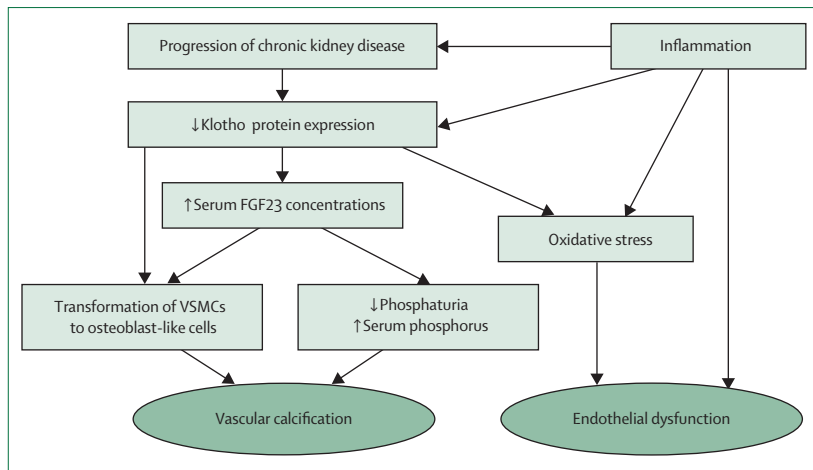 Progression of chronic kidney disease
Inflammation
↓Klotho protein expression
↑Serum FGF23 concentrations
Oxidative stress
Transformation of VSMCs
to osteoblast-like cells
↓Phosphaturia
↑Serum phosphorus
Vascular calcification
Endothelial dysfunction